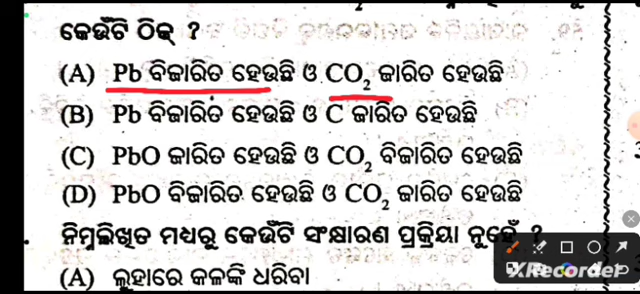 କେଉଁଟି ଠିକ୍ ?
(A) Pb ବିଜାରିତ ହେଉଛି ଓ CO₂ ଜାରିତ ହେଉଛି
(B) Pb ବିଜାରିତ ହେଉଛି ଓ C ଜାରିତ ହେଉଛି
(C) PbO ଜାରିତ ହେଉଛି ଓ CO₂ ବିଜାରିତ ହେଉଛି
(D) PbO ବିଜାରିତ ହେଉଛି ଓ CO₂ ଜାରିତ ହେଉଛି
ନିମ୍ନଲିଖିତ ମଧ୍ୟରୁ କେଉଁଟି ସଂକ୍ଷାରଣ ପ୍ରକ୍ରିୟା ନୁହେଁ ?
XRecorder
(A) ଲୁହାରେ କଳଙ୍କି ଧରିବା